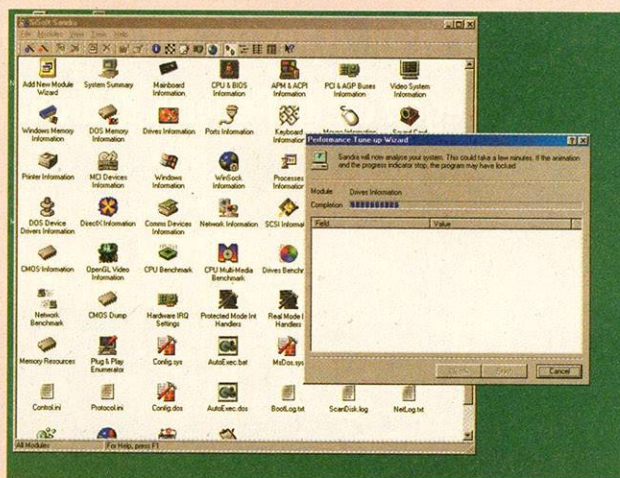 SiSoft Sandra
File Modules View Tools Help
Add New Module Wizard
System Summary
Mainboard Information
CPU & BIOS Information
APM & ACPI Information
PCI & AGP Buses Information
Video System Information
Windows Memory Information
DOS Memory Information
Drives Information
Ports Information
Keyboard Information
Mouse Information
Sound Card
Printer Information
MCI Devices Information
Windows Information
WinSock Information
Processes Information
DOS Device Drivers Information
DirectX Information
Comms Devices Information
Network Information
SCSI Informat
CMOS Information
OpenGL Video Information
CPU Benchmark
CPU Multi-Media Benchmark
Drives Benchm
Network Benchmark
CMOS Dump
Hardware IRQ Settings
Protected Mode Int Handlers
Real Mode I
Handlers
Memory Resources
Plug & Play Enumerator
Config.sys
AutoExec.bat
MsDos.sys
Control.ini
Protocol.ini
Config.dos
AutoExec.dos
BootLog.txt
ScanDisk.log
NetLog.txt
All Modules
For Help, press F1
Performance Tune-up Wizard
Sandra will now analyse your system. This could take a few minutes. If the animation
and the progress indicator stop, the program may have locked
Module Drives Information
Completion
Field Value
Cancel